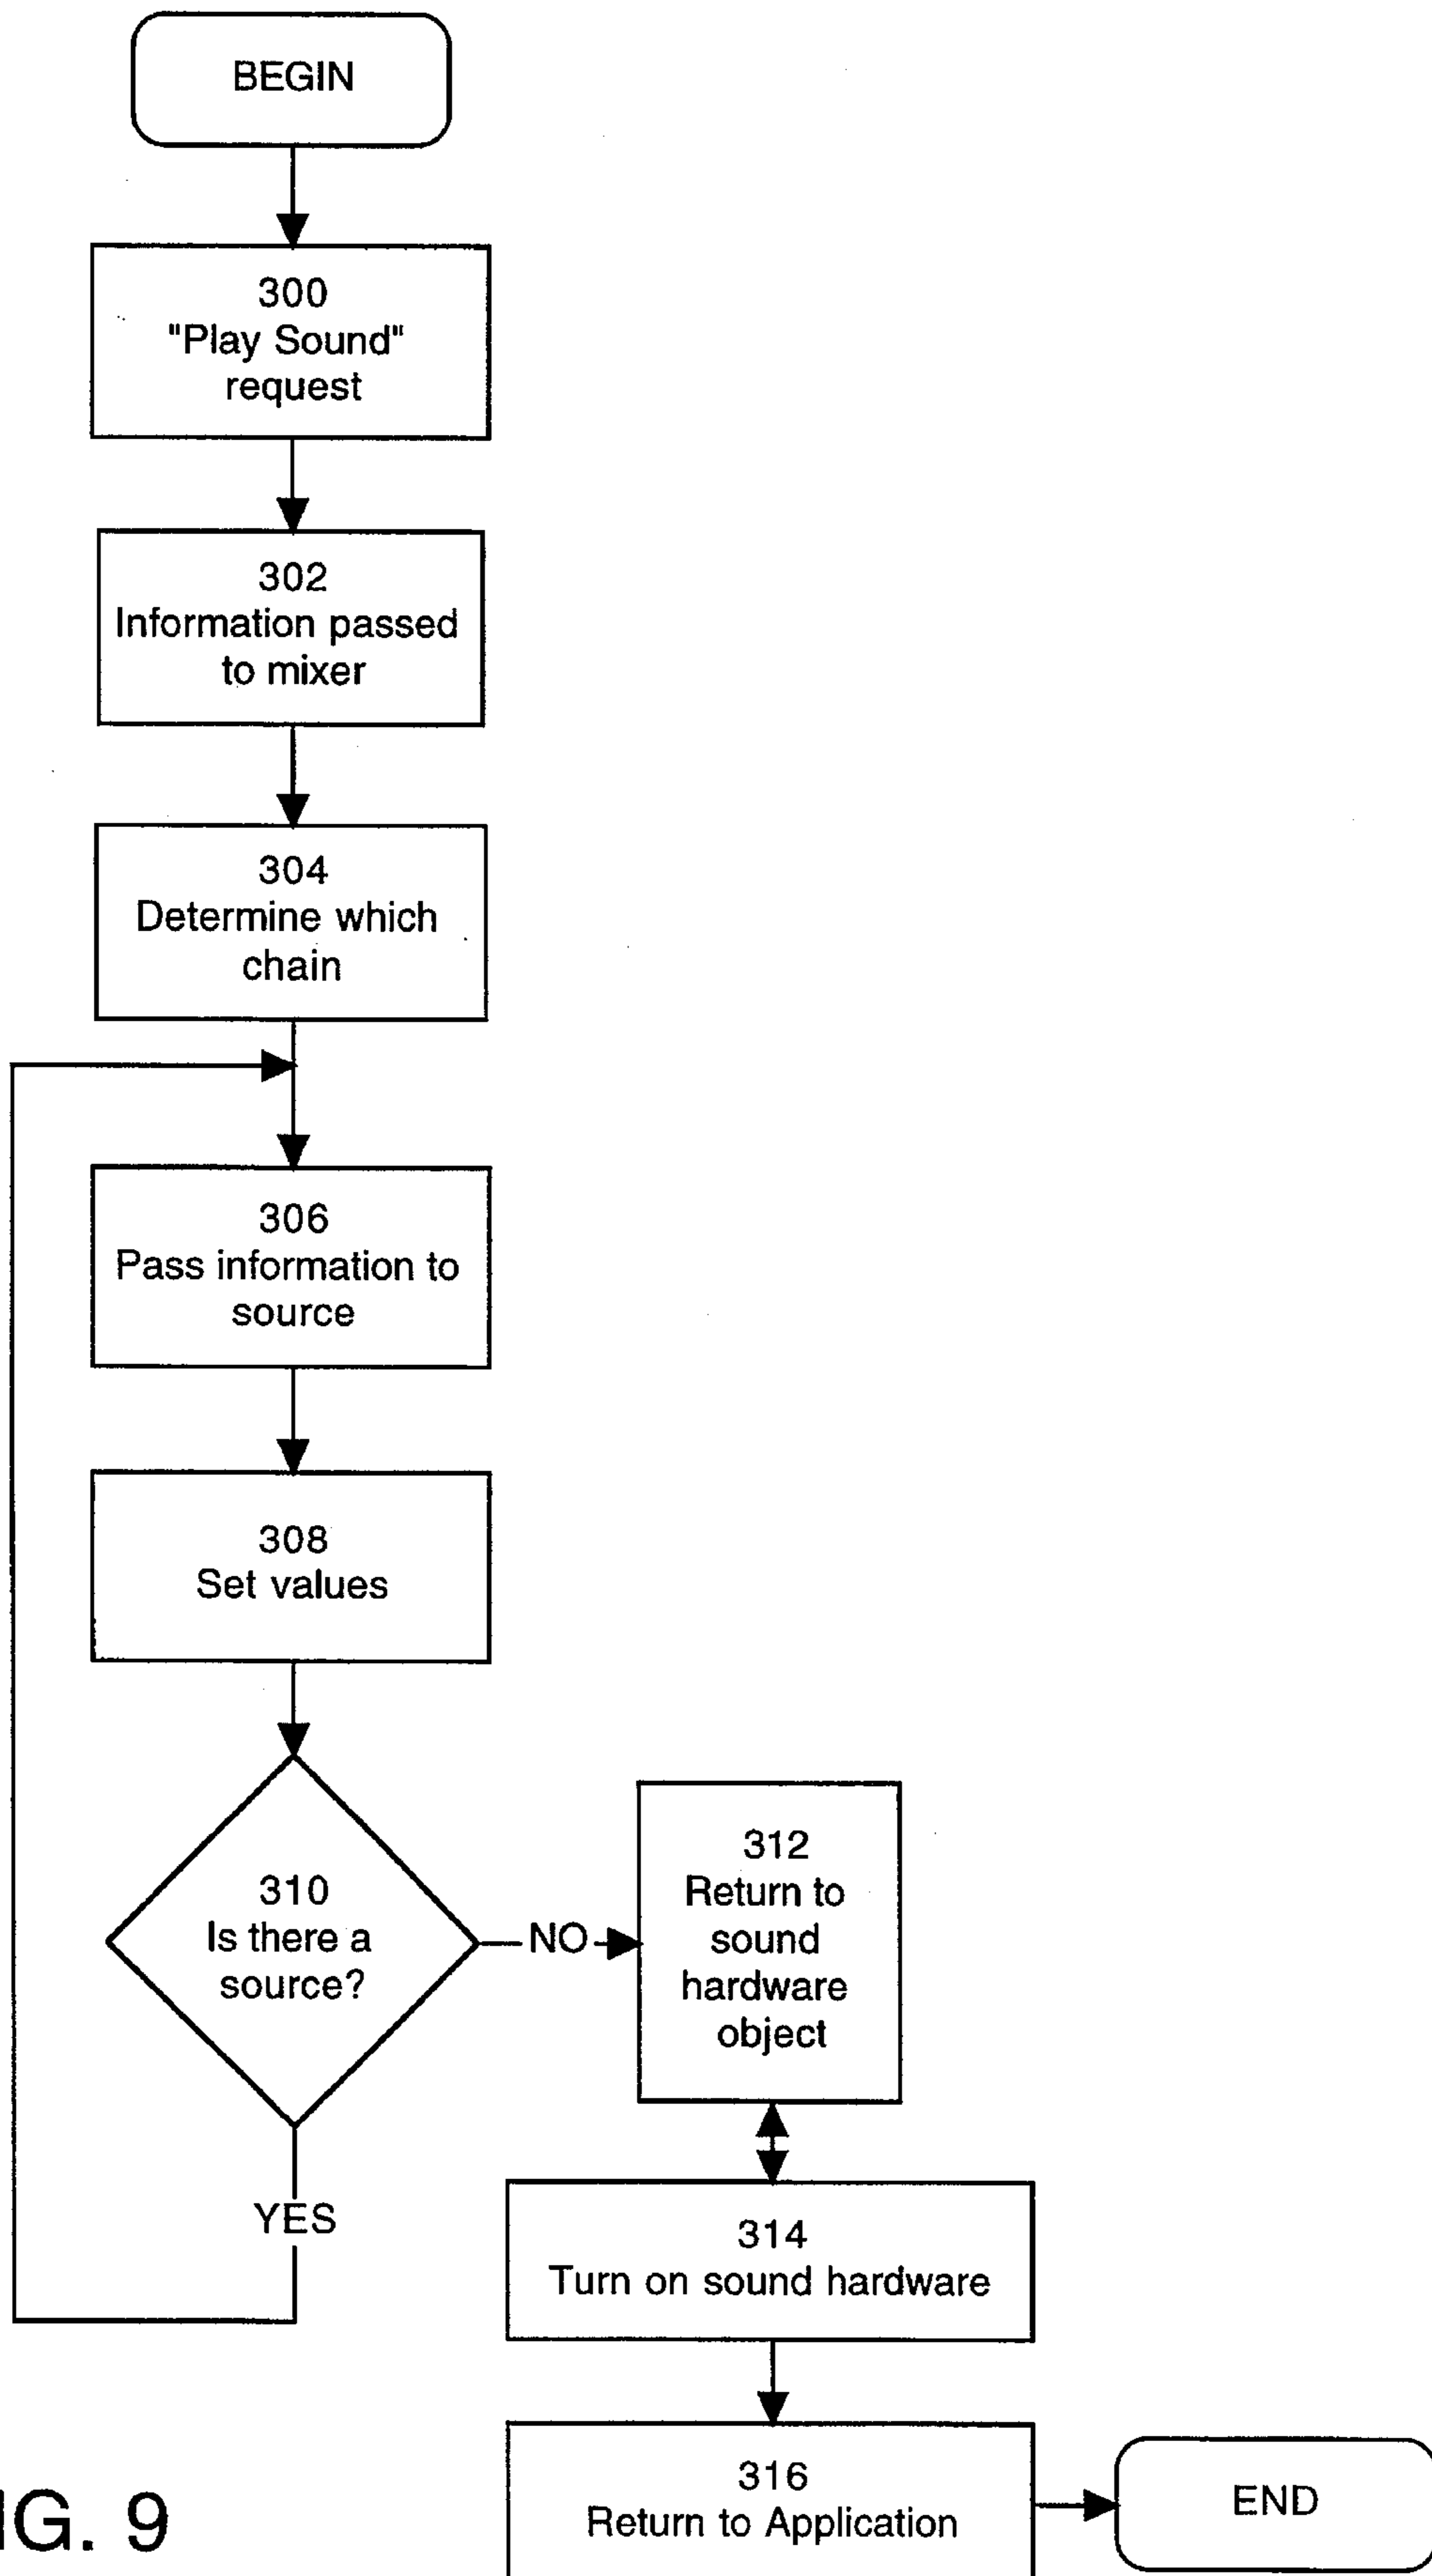 BEGIN
300
"Play Sound"
request
302
Information passed
to mixer
304
Determine which
chain
306
Pass information to
source
308
Set values
310
Is there a
source?
NO
312
Return to
sound
hardware
object
YES
314
Turn on sound hardware
316
Return to Application
END
IG. 9